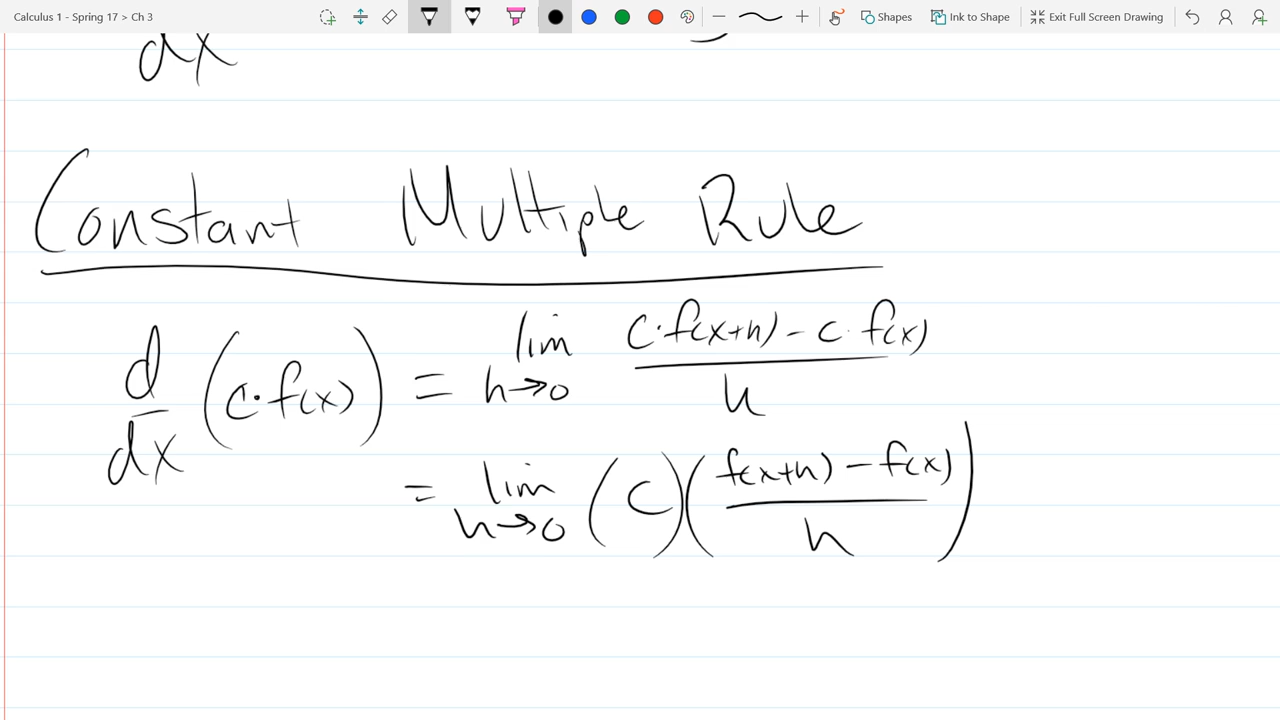 Calculus 1 - Spring 17 > Ch 3
Shapes
Ink to Shape
Exit Full Screen Drawing
dx
Constant Multiple Rule
d/dx (c·f(x)) = lim h→0 (c·f(x+h) - c·f(x))/h
= lim h→0 (c)((f(x+h) - f(x))/h)